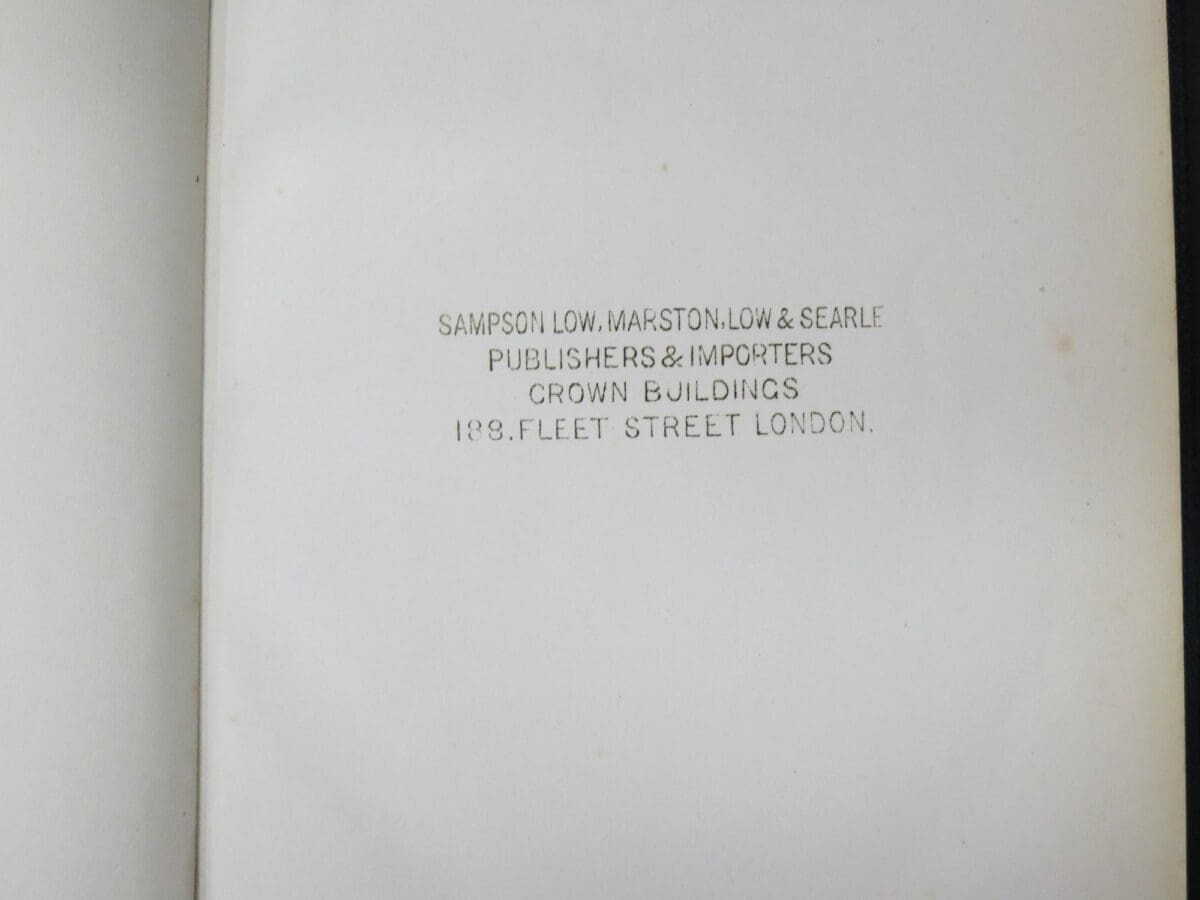 SAMPSON LOW, MARSTON, LOW & SEARLE
PUBLISHERS & IMPORTERS
CROWN BUILDINGS
188. FLEET STREET LONDON.